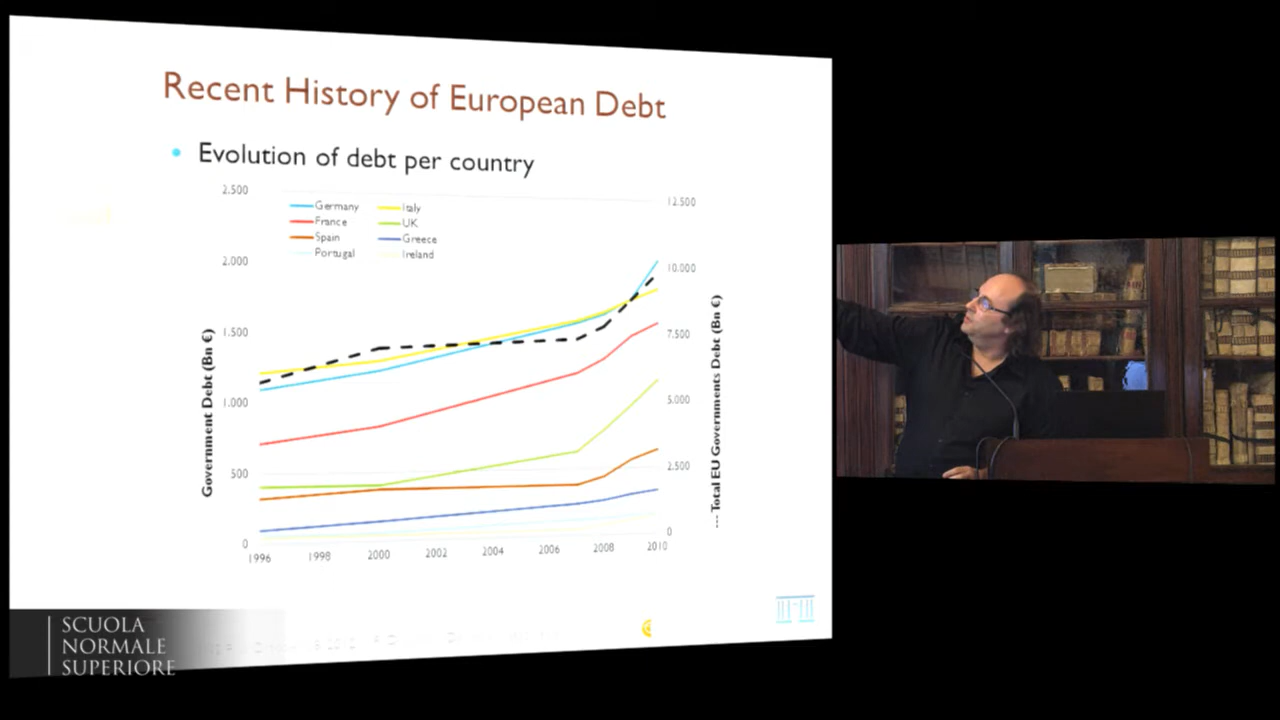 Recent History of European Debt
• Evolution of debt per country
2.500
2.000
1.500
1.000
500
0
Government Debt (Bn €)
Germany
Italy
France
UK
Spain
Greece
Portugal
Ireland
12.500
10.000
7.500
5.000
2.500
0
--- Total EU Governments Debt (Bn €)
1996 1998 2000 2002 2004 2006 2008 2010
SCUOLA
NORMALE
SUPERIORE